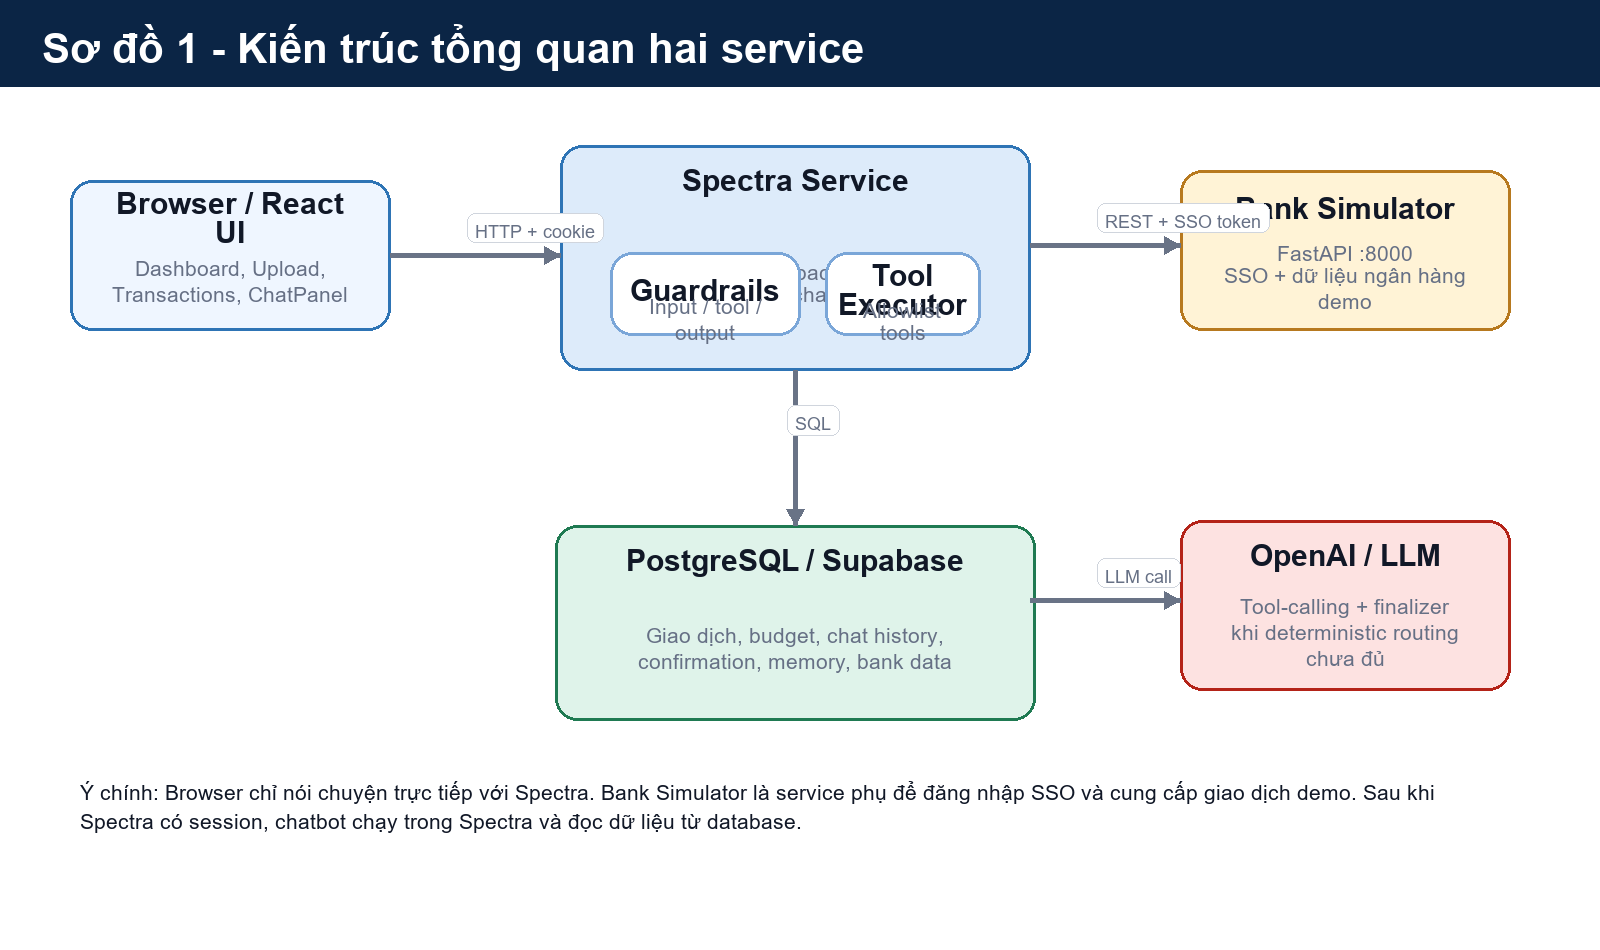 Sơ đồ 1 - Kiến trúc tổng quan hai service
Browser / React
UI
Dashboard, Upload,
Transactions, ChatPanel
HTTP + cookie
Spectra Service
Guardrails
Input / tool /
output
Tool
Executor
Allowlist
tools
REST + SSO token
Bank Simulator
FastAPI :8000
SSO + dữ liệu ngân hàng
demo
SQL
PostgreSQL / Supabase
Giao dịch, budget, chat history,
confirmation, memory, bank data
LLM call
OpenAI / LLM
Tool-calling + finalizer
khi deterministic routing
chưa đủ
Ý chính: Browser chỉ nói chuyện trực tiếp với Spectra. Bank Simulator là service phụ để đăng nhập SSO và cung cấp giao dịch demo. Sau khi
Spectra có session, chatbot chạy trong Spectra và đọc dữ liệu từ database.